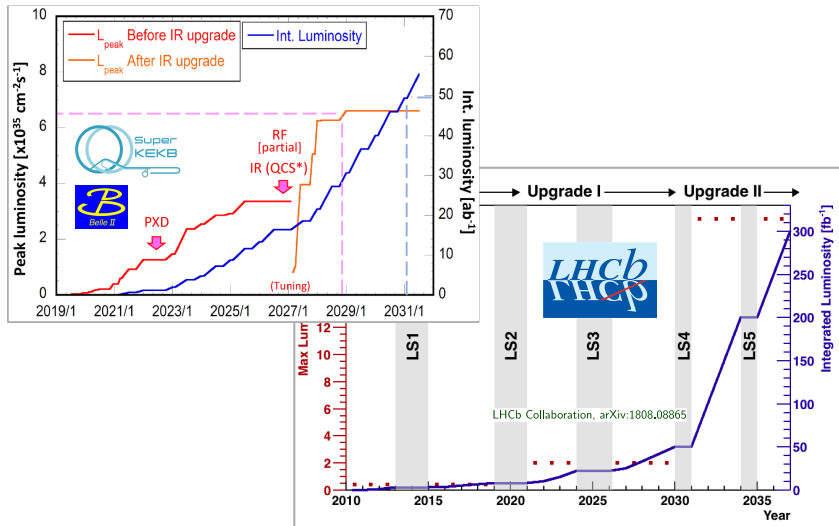 L_peak Before IR upgrade
L_peak After IR upgrade
Int. Luminosity
Peak luminosity [x10^35 cm^-2s^-1]
Int. luminosity [ab^-1]
10
8
6
4
2
0
70
60
50
40
30
20
10
0
Super
KEKB
Belle II
PXD
RF
[partial]
IR (QCS*)
(Tuning)
2019/1 2021/1 2023/1 2025/1 2027/1 2029/1 2031/1
Upgrade I
Upgrade II
LHCb
LHCb
LS1
LS2
LS3
LS4
LS5
LHCb Collaboration, arXiv:1808.08865
12
10
8
6
4
2
0
300
250
200
150
100
50
0
Integrated Luminosity [fb^-1]
2010 2015 2020 2025 2030 2035
Year